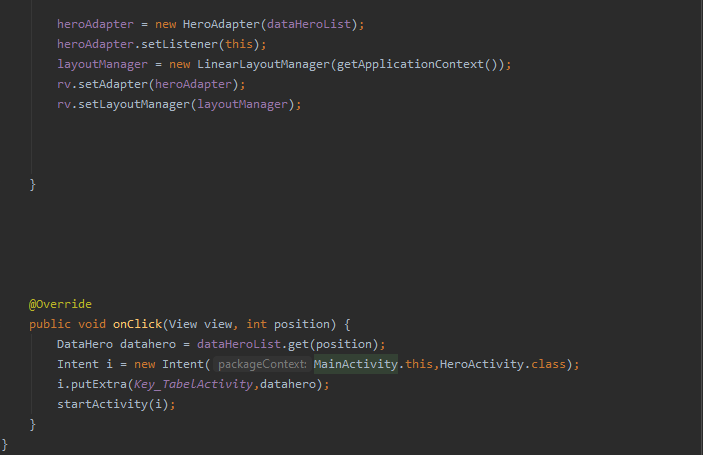 heroAdapter = new HeroAdapter(dataHeroList);
heroAdapter.setListener(this);
layoutManager = new LinearLayoutManager(getApplicationContext());
rv.setAdapter(heroAdapter);
rv.setLayoutManager(layoutManager);
}
@Override
public void onClick(View view, int position) {
DataHero datahero = dataHeroList.get(position);
Intent i = new Intent( packageContext: MainActivity.this,HeroActivity.class);
i.putExtra(Key_TabelActivity,datahero);
startActivity(i);
}
}